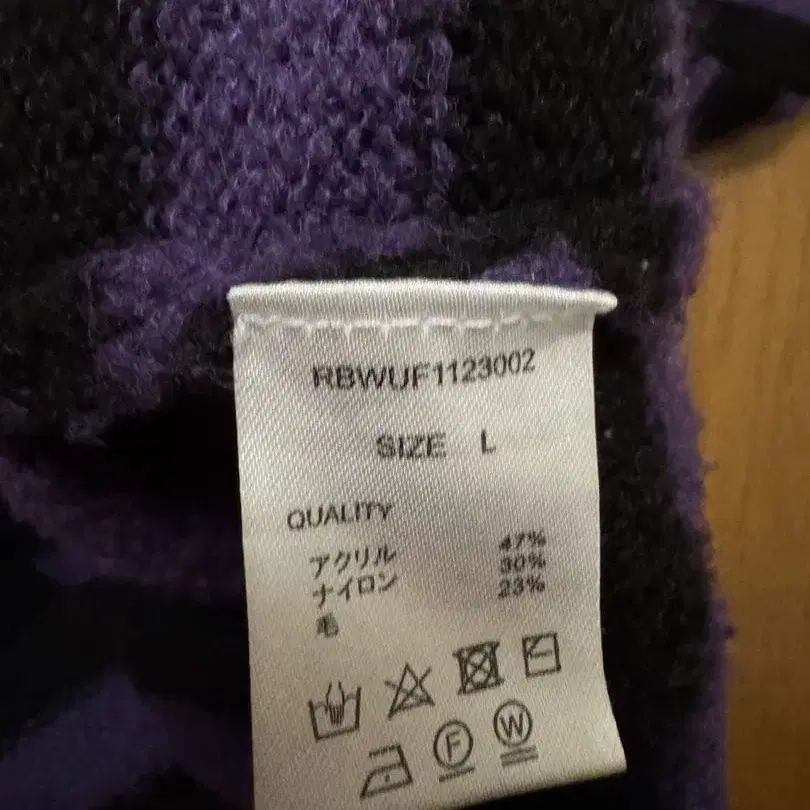 RBWUF1123002
SIZE L
QUALITY
アクリル 47%
ナイロン 30%
毛 23%
F W